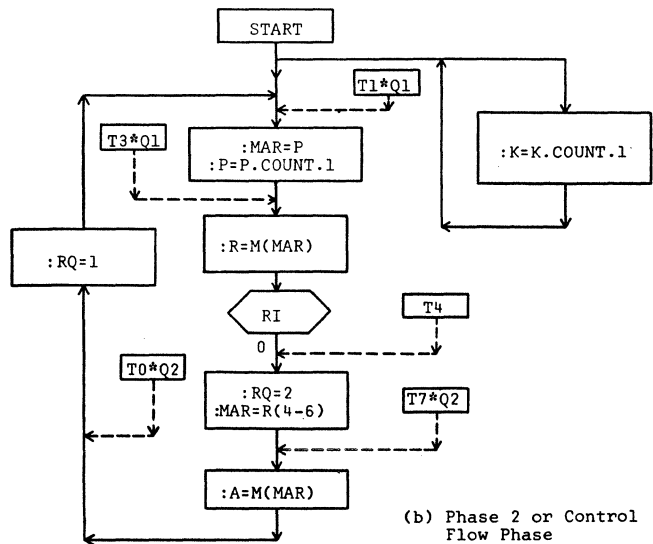 START
T1*Q1
:MAR=P
:P=P.COUNT.1
:K=K.COUNT.1
T3*Q1
:R=M(MAR)
:RQ=1
RI
0
T4
T0*Q2
:RQ=2
:MAR=R(4-6)
T7*Q2
:A=M(MAR)
(b) Phase 2 or Control
Flow Phase